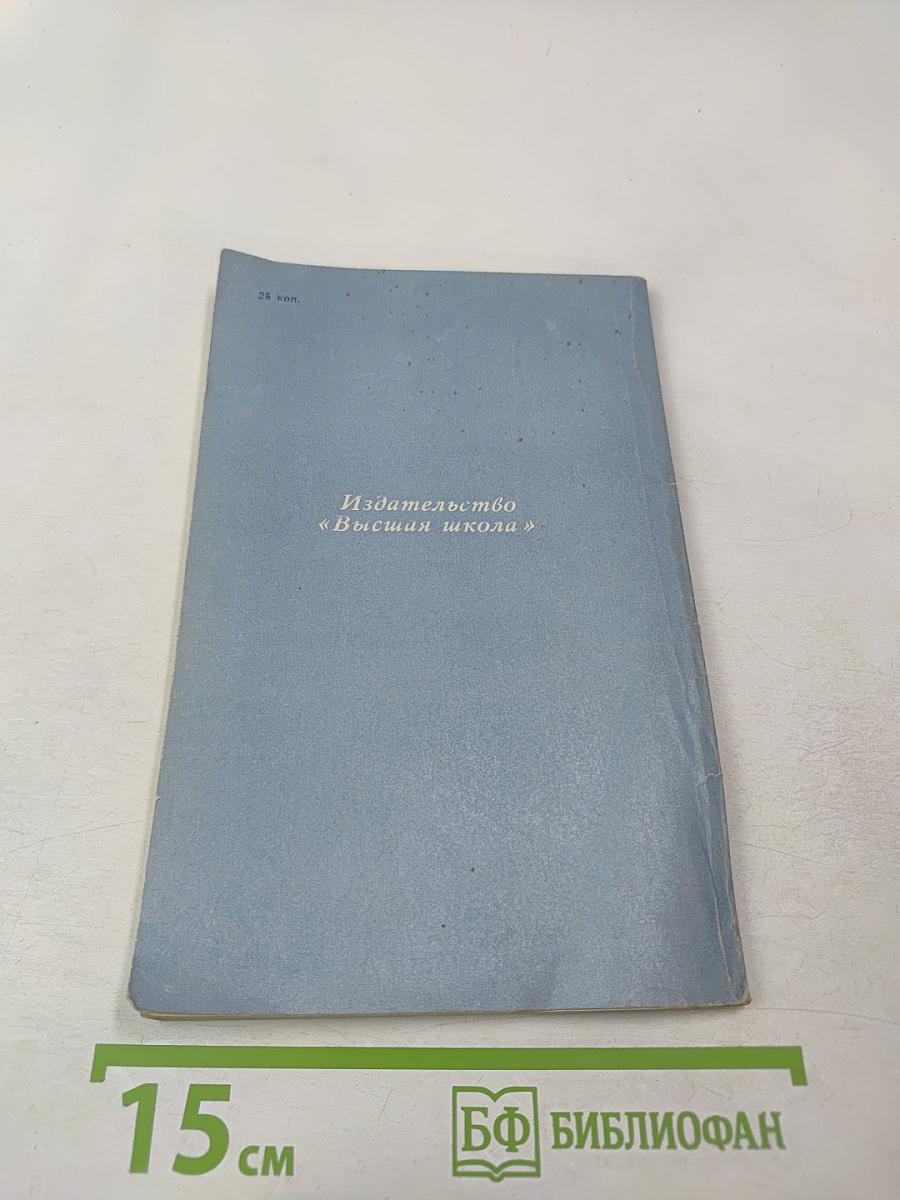 25 коп.
Издательство
«Высшая школа»
15 см
БФ БИБЛИОФАН